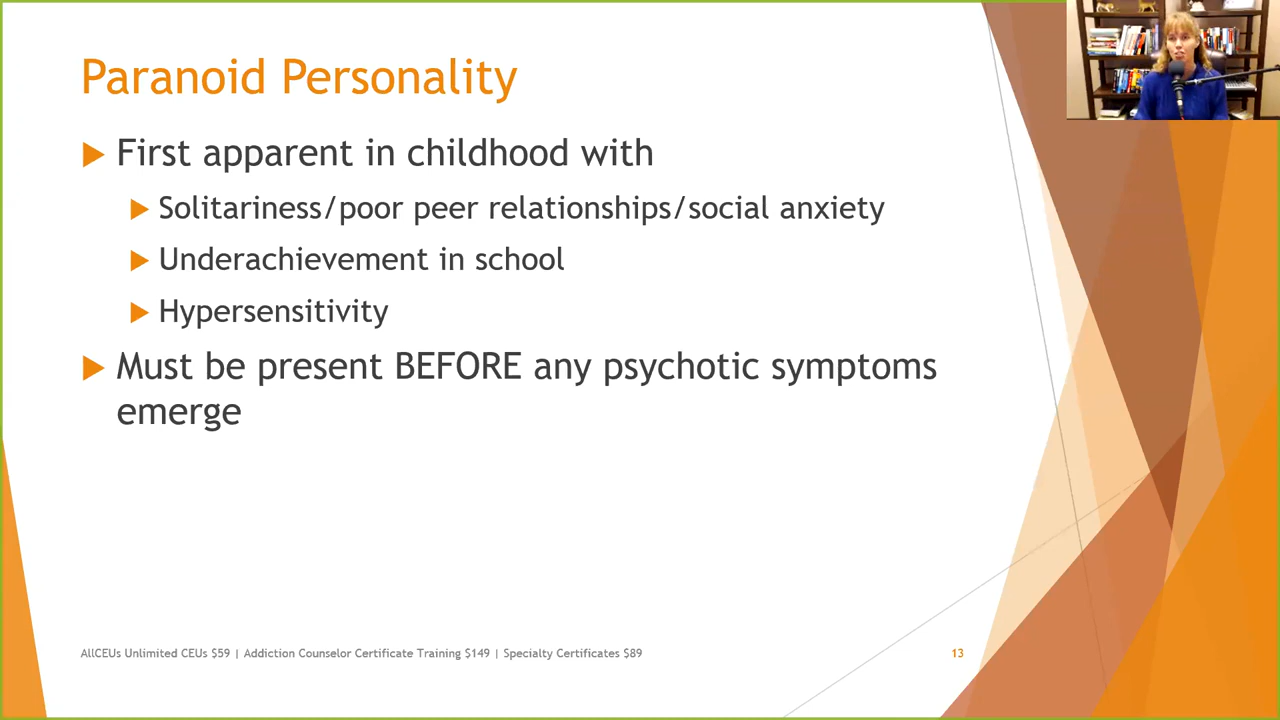 Paranoid Personality
First apparent in childhood with
Solitariness/poor peer relationships/social anxiety
Underachievement in school
Hypersensitivity
Must be present BEFORE any psychotic symptoms
emerge
AllCEUs Unlimited CEUs $59 | Addiction Counselor Certificate Training $149 | Specialty Certificates $89
13